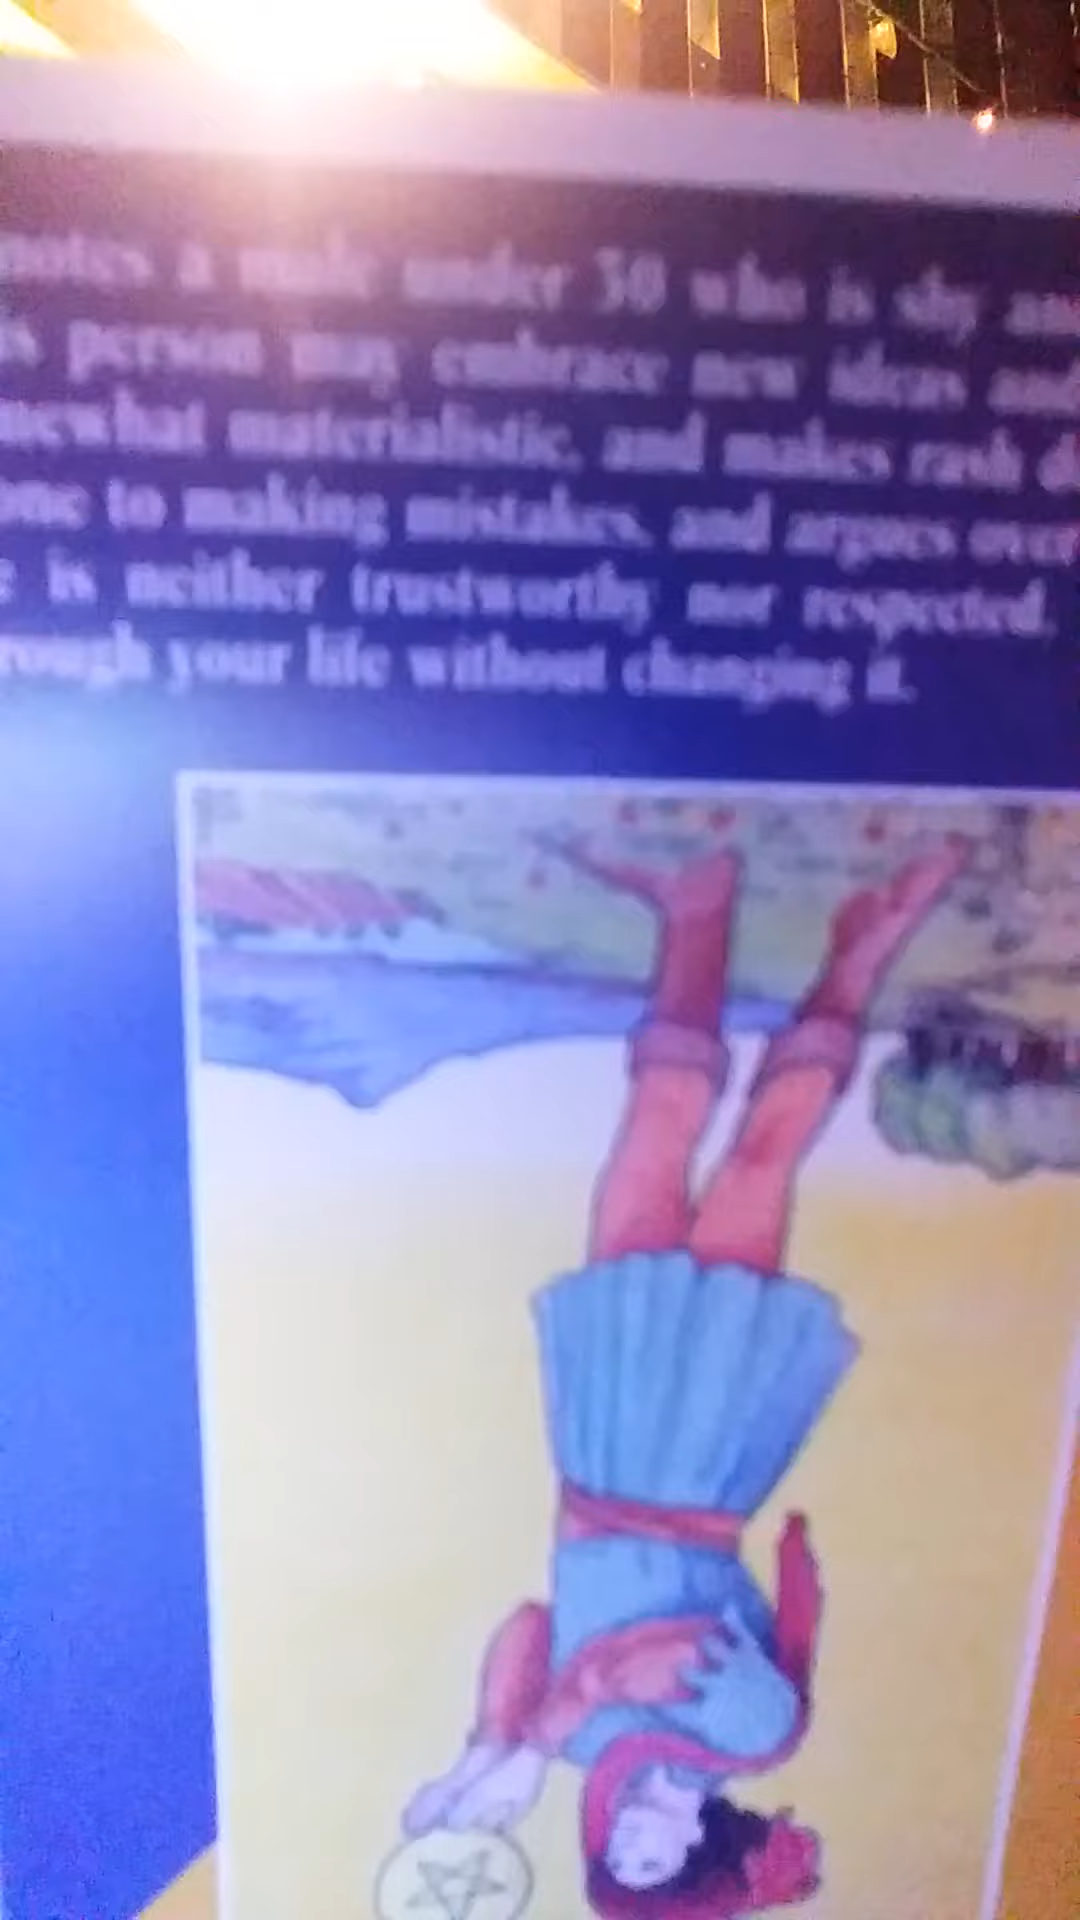 notes a male under 30 who is shy an
s person may embrace new ideas and
mewhat materialistic, and makes rash d
one to making mistakes, and argues over
e is neither trustworthy nor respected.
rough your life without changing it.